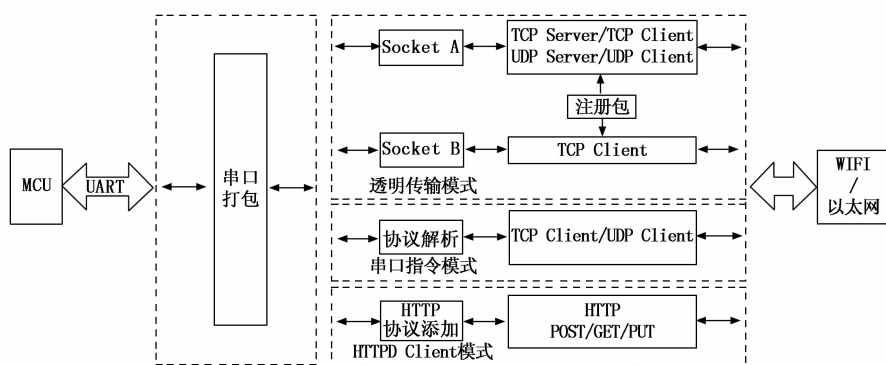 MCU
UART
串口
打包
Socket A
TCP Server/TCP Client
UDP Server/UDP Client
注册包
Socket B
TCP Client
透明传输模式
协议解析
TCP Client/UDP Client
串口指令模式
HTTP
协议添加
HTTP
POST/GET/PUT
HTTPD Client模式
WIFI
/
以太网